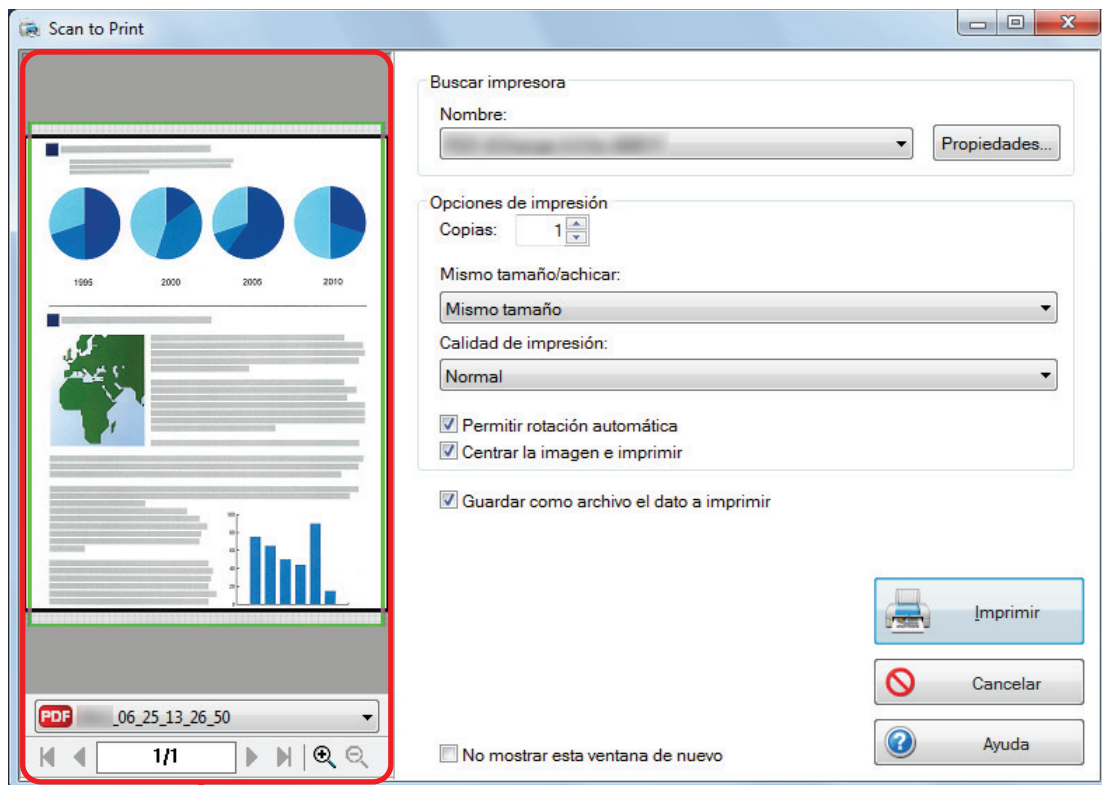 Scan to Print
1995 2000 2005 2010
PDF _06_25_13_26_50
1/1
Buscar impresora
Nombre:
Propiedades...
Opciones de impresión
Copias: 1
Mismo tamaño/achicar:
Mismo tamaño
Calidad de impresión:
Normal
Permitir rotación automática
Centrar la imagen e imprimir
Guardar como archivo el dato a imprimir
Imprimir
Cancelar
Ayuda
No mostrar esta ventana de nuevo